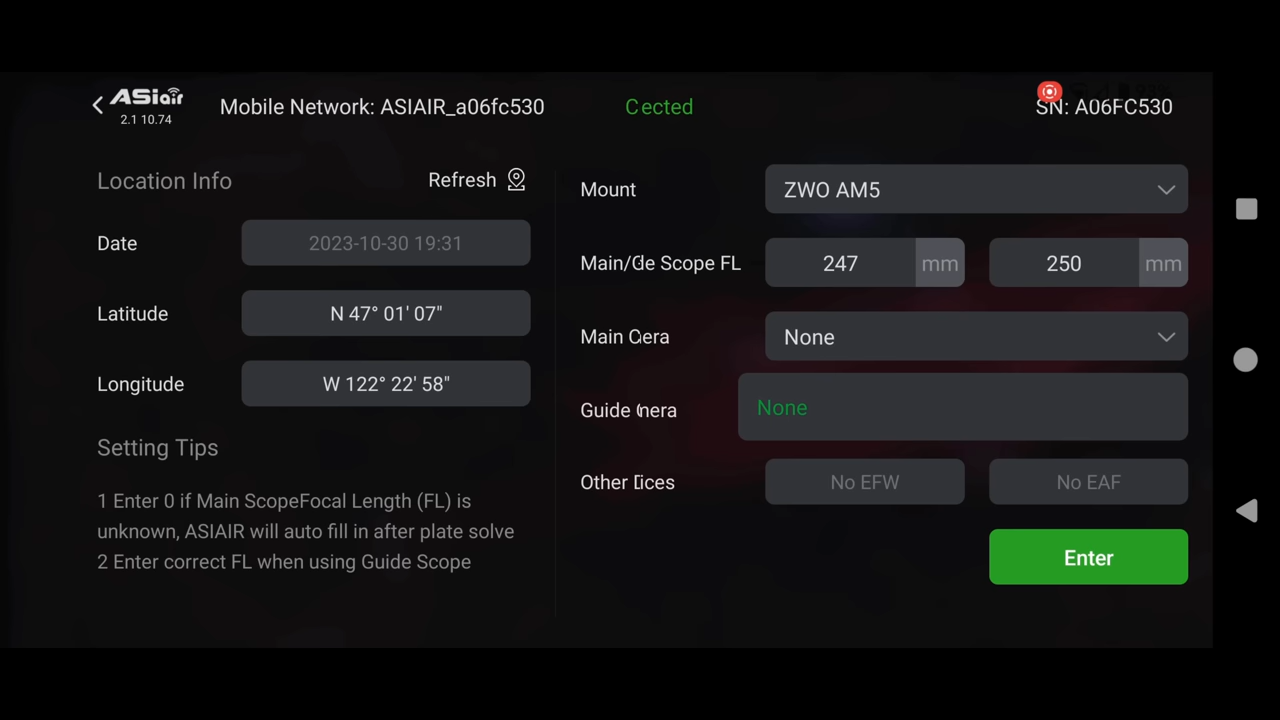 ASiair
2.1 10.74
Mobile Network: ASIAIR_a06fc530
Cected
SN: A06FC530
Location Info
Refresh
Date
2023-10-30 19:31
Latitude
N 47° 01' 07"
Longitude
W 122° 22' 58"
Setting Tips
1 Enter 0 if Main ScopeFocal Length (FL) is
unknown, ASIAIR will auto fill in after plate solve
2 Enter correct FL when using Guide Scope
Mount
ZWO AM5
Main/ Scope FL
247 mm
250 mm
Main
None
Guide
None
Other
No EFW
No EAF
Enter